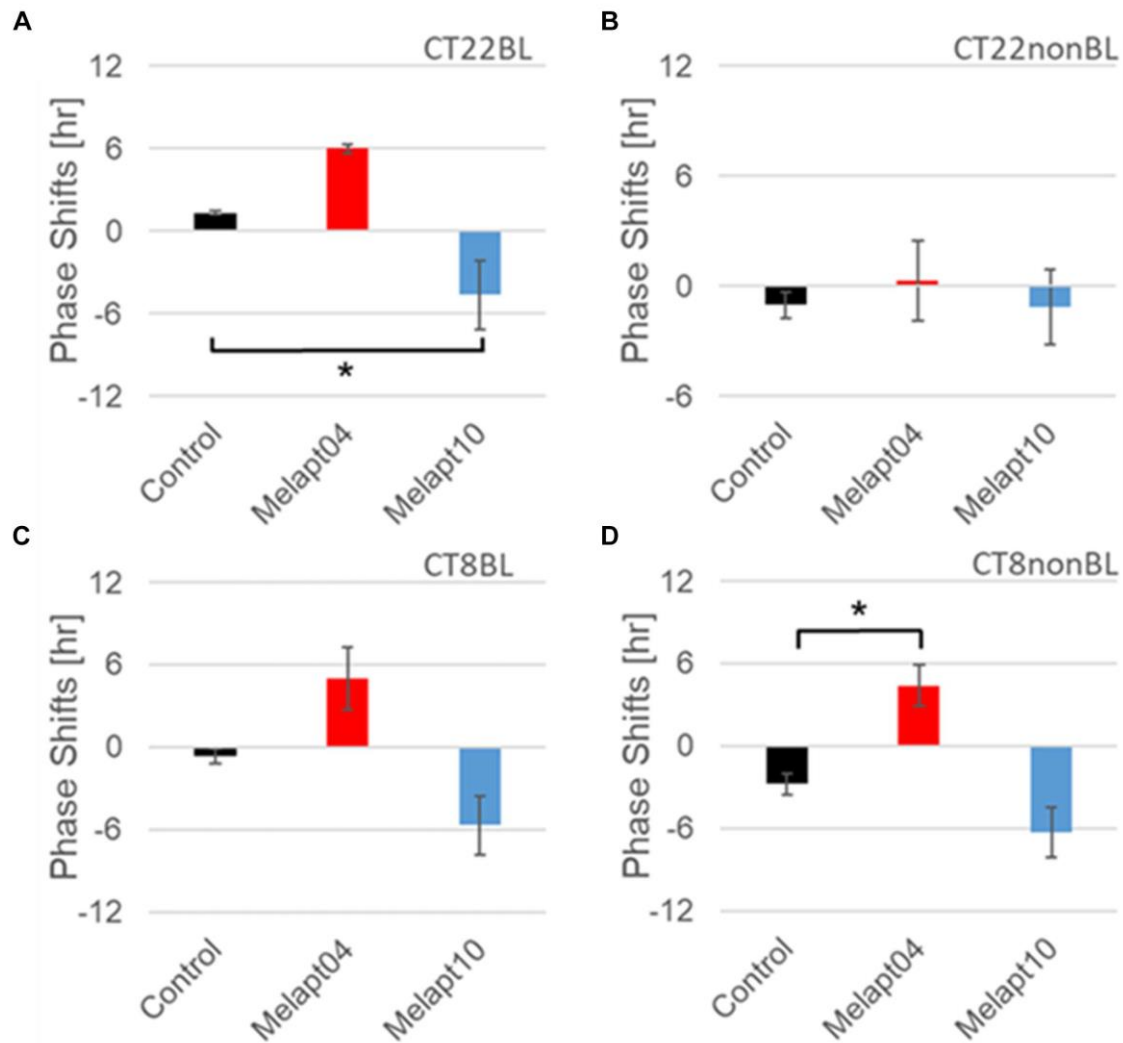 A
CT22BL
12
6
0
-6
-12
Phase Shifts [hr]
*
Control
Melapt04
Melapt10
B
CT22nonBL
12
6
0
-6
Phase Shifts [hr]
Control
Melapt04
Melapt10
C
CT8BL
12
6
0
-6
-12
Phase Shifts [hr]
Control
Melapt04
Melapt10
D
CT8nonBL
12
6
0
-6
-12
Phase Shifts [hr]
*
Control
Melapt04
Melapt10